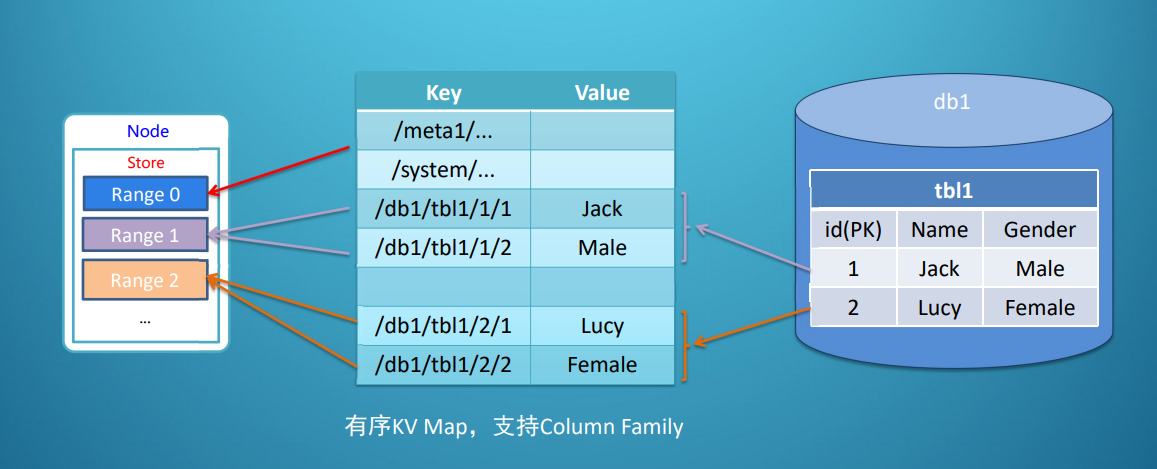 Node
Store
Range 0
Range 1
Range 2
...
Key Value
/meta1/...
/system/...
/db1/tbl1/1/1 Jack
/db1/tbl1/1/2 Male
/db1/tbl1/2/1 Lucy
/db1/tbl1/2/2 Female
有序KV Map，支持Column Family
db1
tbl1
id(PK) Name Gender
1 Jack Male
2 Lucy Female